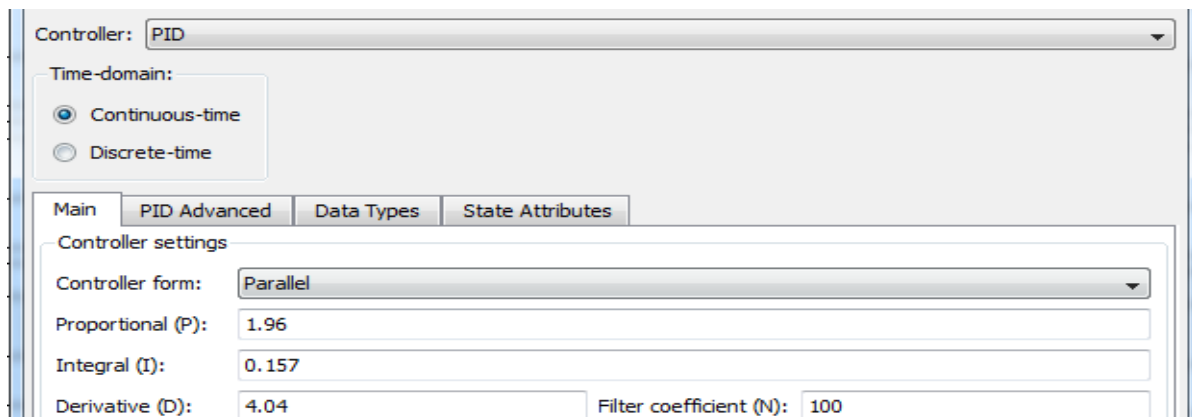 Controller: PID
Time-domain:
Continuous-time
Discrete-time
Main PID Advanced Data Types State Attributes
Controller settings
Controller form: Parallel
Proportional (P): 1.96
Integral (I): 0.157
Derivative (D): 4.04 Filter coefficient (N): 100